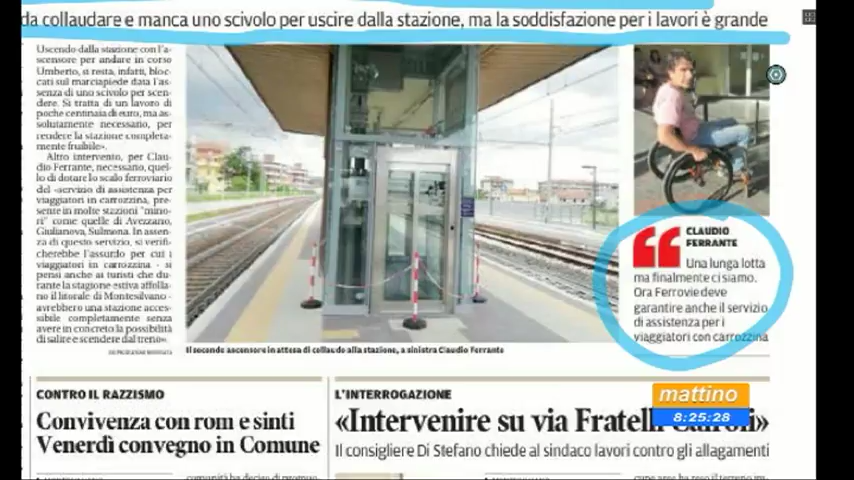 da collaudare e manca uno scivolo per uscire dalla stazione, ma la soddisfazione per i lavori è grande
Uscendo dalla stazione con l'a-
scensore per andare in corso
Umberto, si resta, infatti, bloc-
cati sul marciapiede data l'as-
senza di uno scivolo per scen-
dere. Si tratta di un lavoro di
poche centinaia di euro, ma as-
solutamente necessario, per
rendere la stazione completa-
mente fruibile».
Altro intervento, per Clau-
dio Ferrante, necessario, quel-
lo di dotare lo scalo ferroviario
del «servizio di assistenza per
viaggiatori in carrozzina, pre-
sente in molte stazioni "mino-
ri" come quelle di Avezzano,
Giulianova, Sulmona. In assen-
za di questo servizio, si verifi-
cherebbe l'assurdo per cui i
viaggiatori in carrozzina - si
pensi anche ai turisti che du-
rante la stagione estiva affolla-
no il litorale di Montesilvano -
avrebbero una stazione acces-
sibile completamente senza
avere in concreto la possibilità
di salire e scendere dal treno».
Il secondo ascensore in attesa di collaudo alla stazione, a sinistra Claudio Ferrante
CLAUDIO
FERRANTE
Una lunga lotta
ma finalmente ci siamo.
Ora Ferrovie deve
garantire anche il servizio
di assistenza per i
viaggiatori con carrozzina
CONTRO IL RAZZISMO
Convivenza con rom e sinti
Venerdì convegno in Comune
L'INTERROGAZIONE
«Intervenire su via Fratelli Cairoli»
Il consigliere Di Stefano chiede al sindaco lavori contro gli allagamenti
mattino
8:25:28